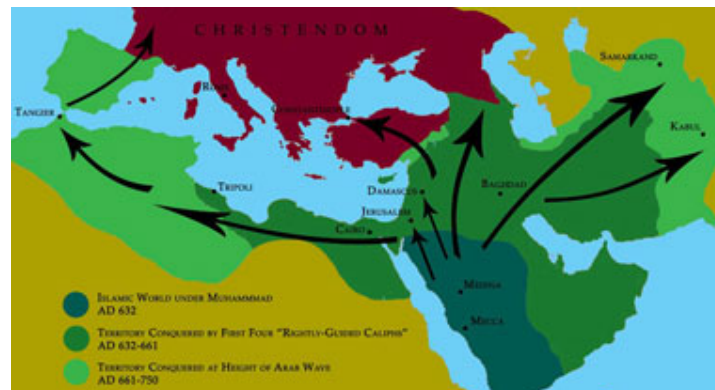 CHRISTENDOM
SAMARKAND
ROME
TANGIER
CONSTANTINOPLE
KABUL
TRIPOLI
DAMASCUS
BAGHDAD
JERUSALEM
CAIRO
MEDINA
MECCA
ISLAMIC WORLD UNDER MUHAMMAD
AD 632
TERRITORY CONQUERED BY FIRST FOUR "RIGHTLY-GUIDED CALIPHS"
AD 632-661
TERRITORY CONQUERED AT HEIGHT OF ARAB WAVE
AD 661-750